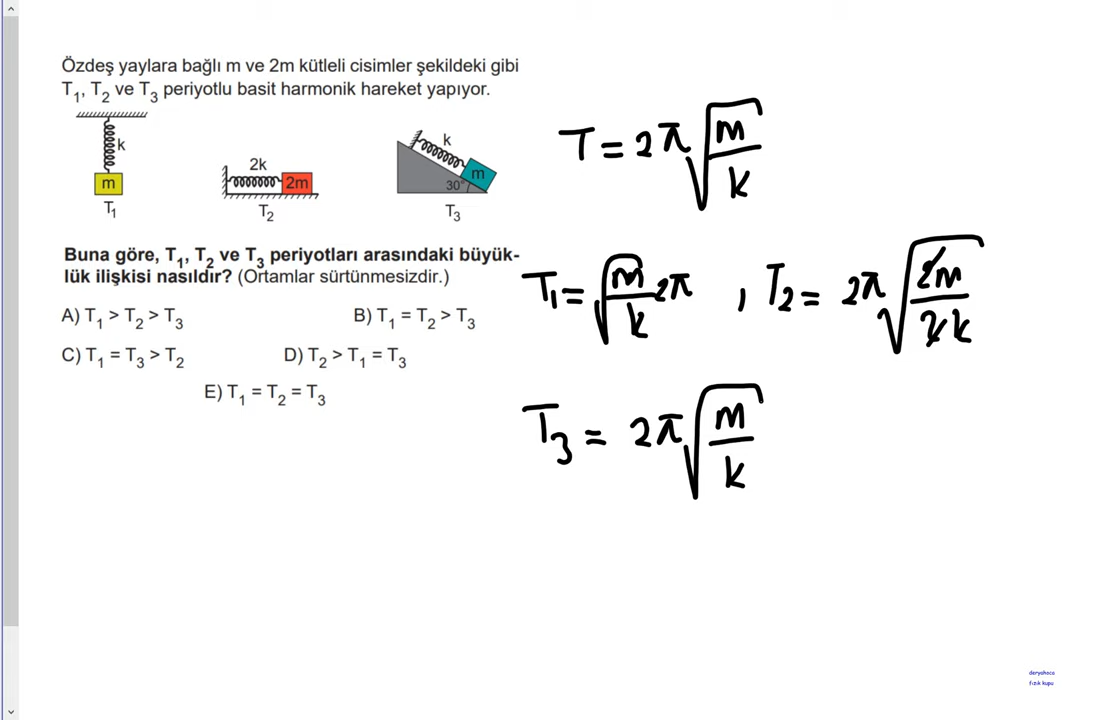 Özdeş yaylara bağlı m ve 2m kütleli cisimler şekildeki gibi
T₁, T₂ ve T₃ periyotlu basit harmonik hareket yapıyor.
k
m
T₁
2k
2m
T₂
k
m
30°
T₃
Buna göre, T₁, T₂ ve T₃ periyotları arasındaki büyük-
lük ilişkisi nasıldır? (Ortamlar sürtünmesizdir.)
A) T₁ > T₂ > T₃ B) T₁ = T₂ > T₃
C) T₁ = T₃ > T₂ D) T₂ > T₁ = T₃
E) T₁ = T₂ = T₃
T = 2π √(m/k)
T₁ = √(m/k) 2π , T₂ = 2π √(2m/2k)
T₃ = 2π √(m/k)
deryahoca
fizik kupu